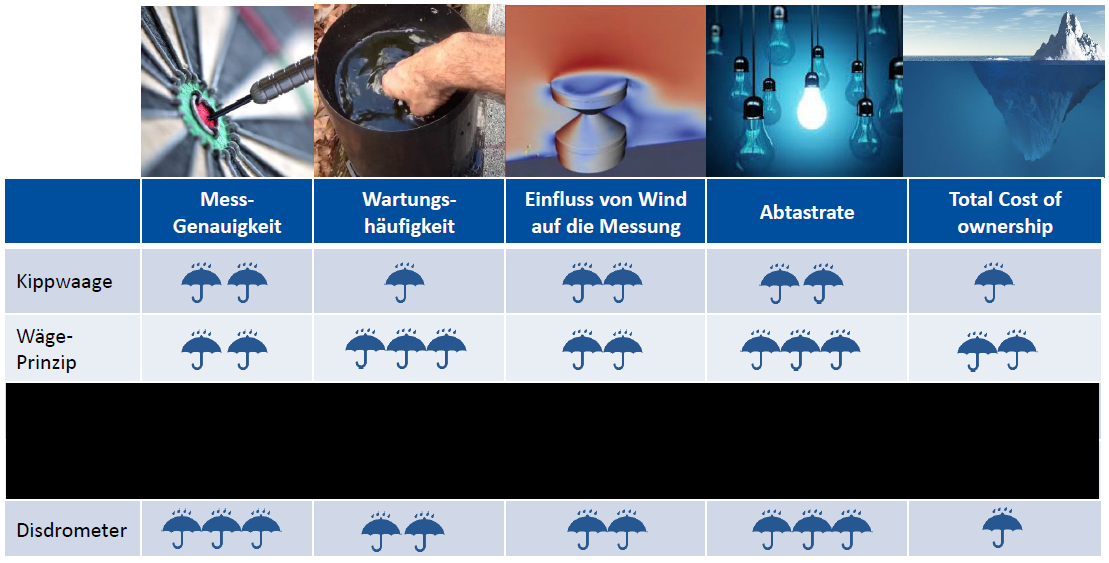 Mess-
Genauigkeit
Wartungs-
häufigkeit
Einfluss von Wind
auf die Messung
Abtastrate
Total Cost of
ownership
Kippwaage
Wäge-
Prinzip
Disdrometer